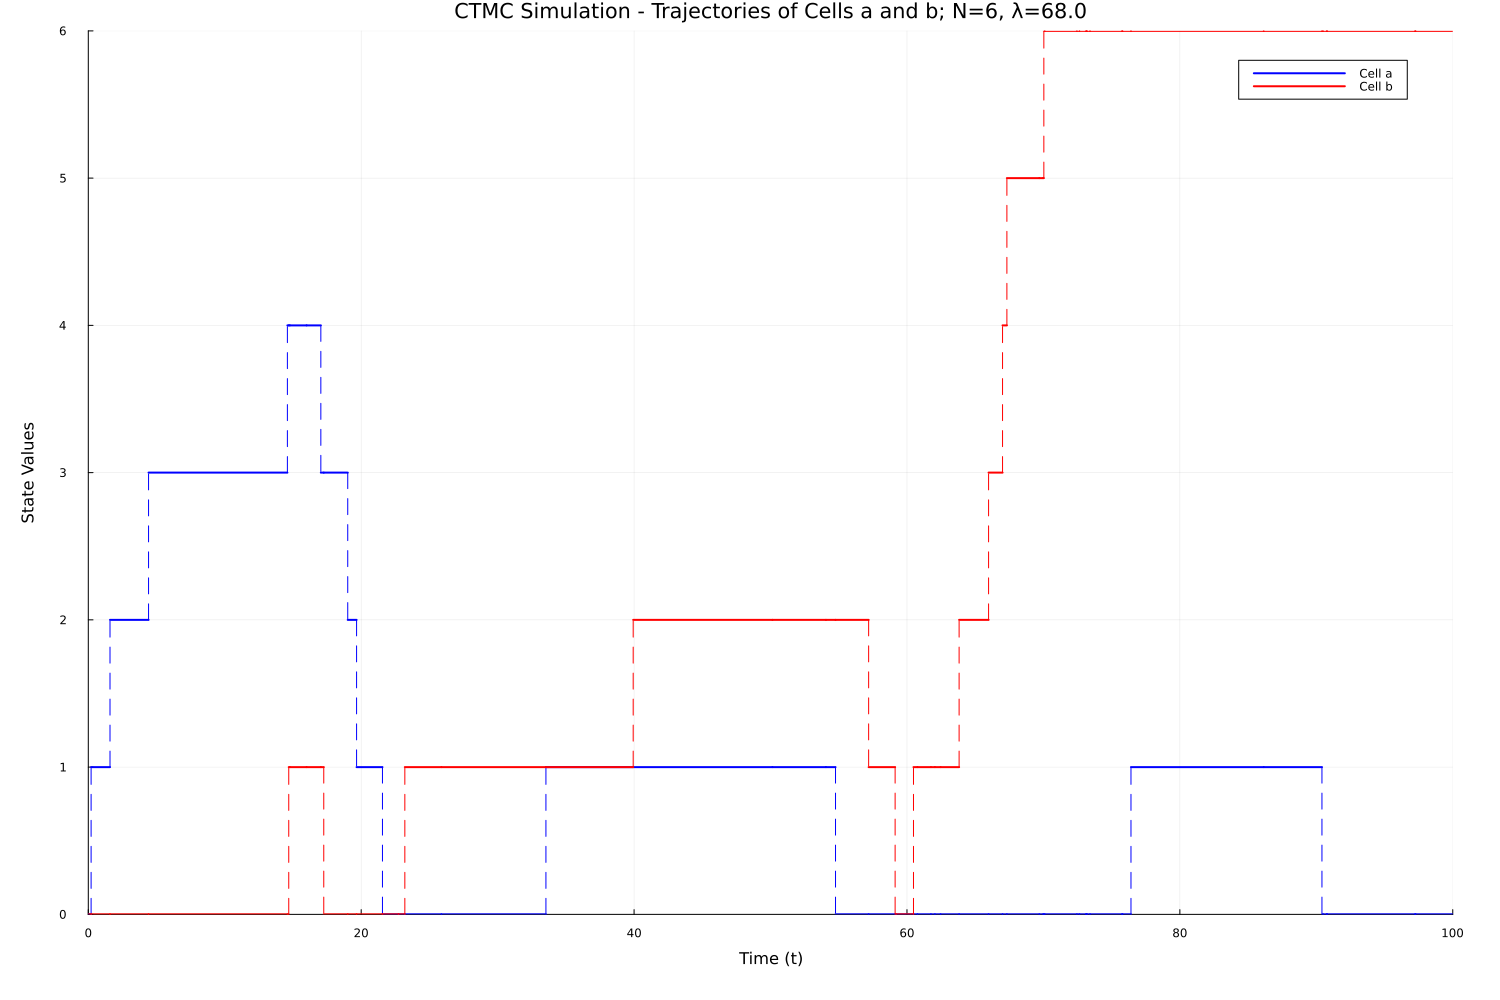 CTMC Simulation - Trajectories of Cells a and b; N=6, λ=68.0
6
Cell a
Cell b
5
4
State Values
3
2
1
0
0 20 40 60 80 100
Time (t)